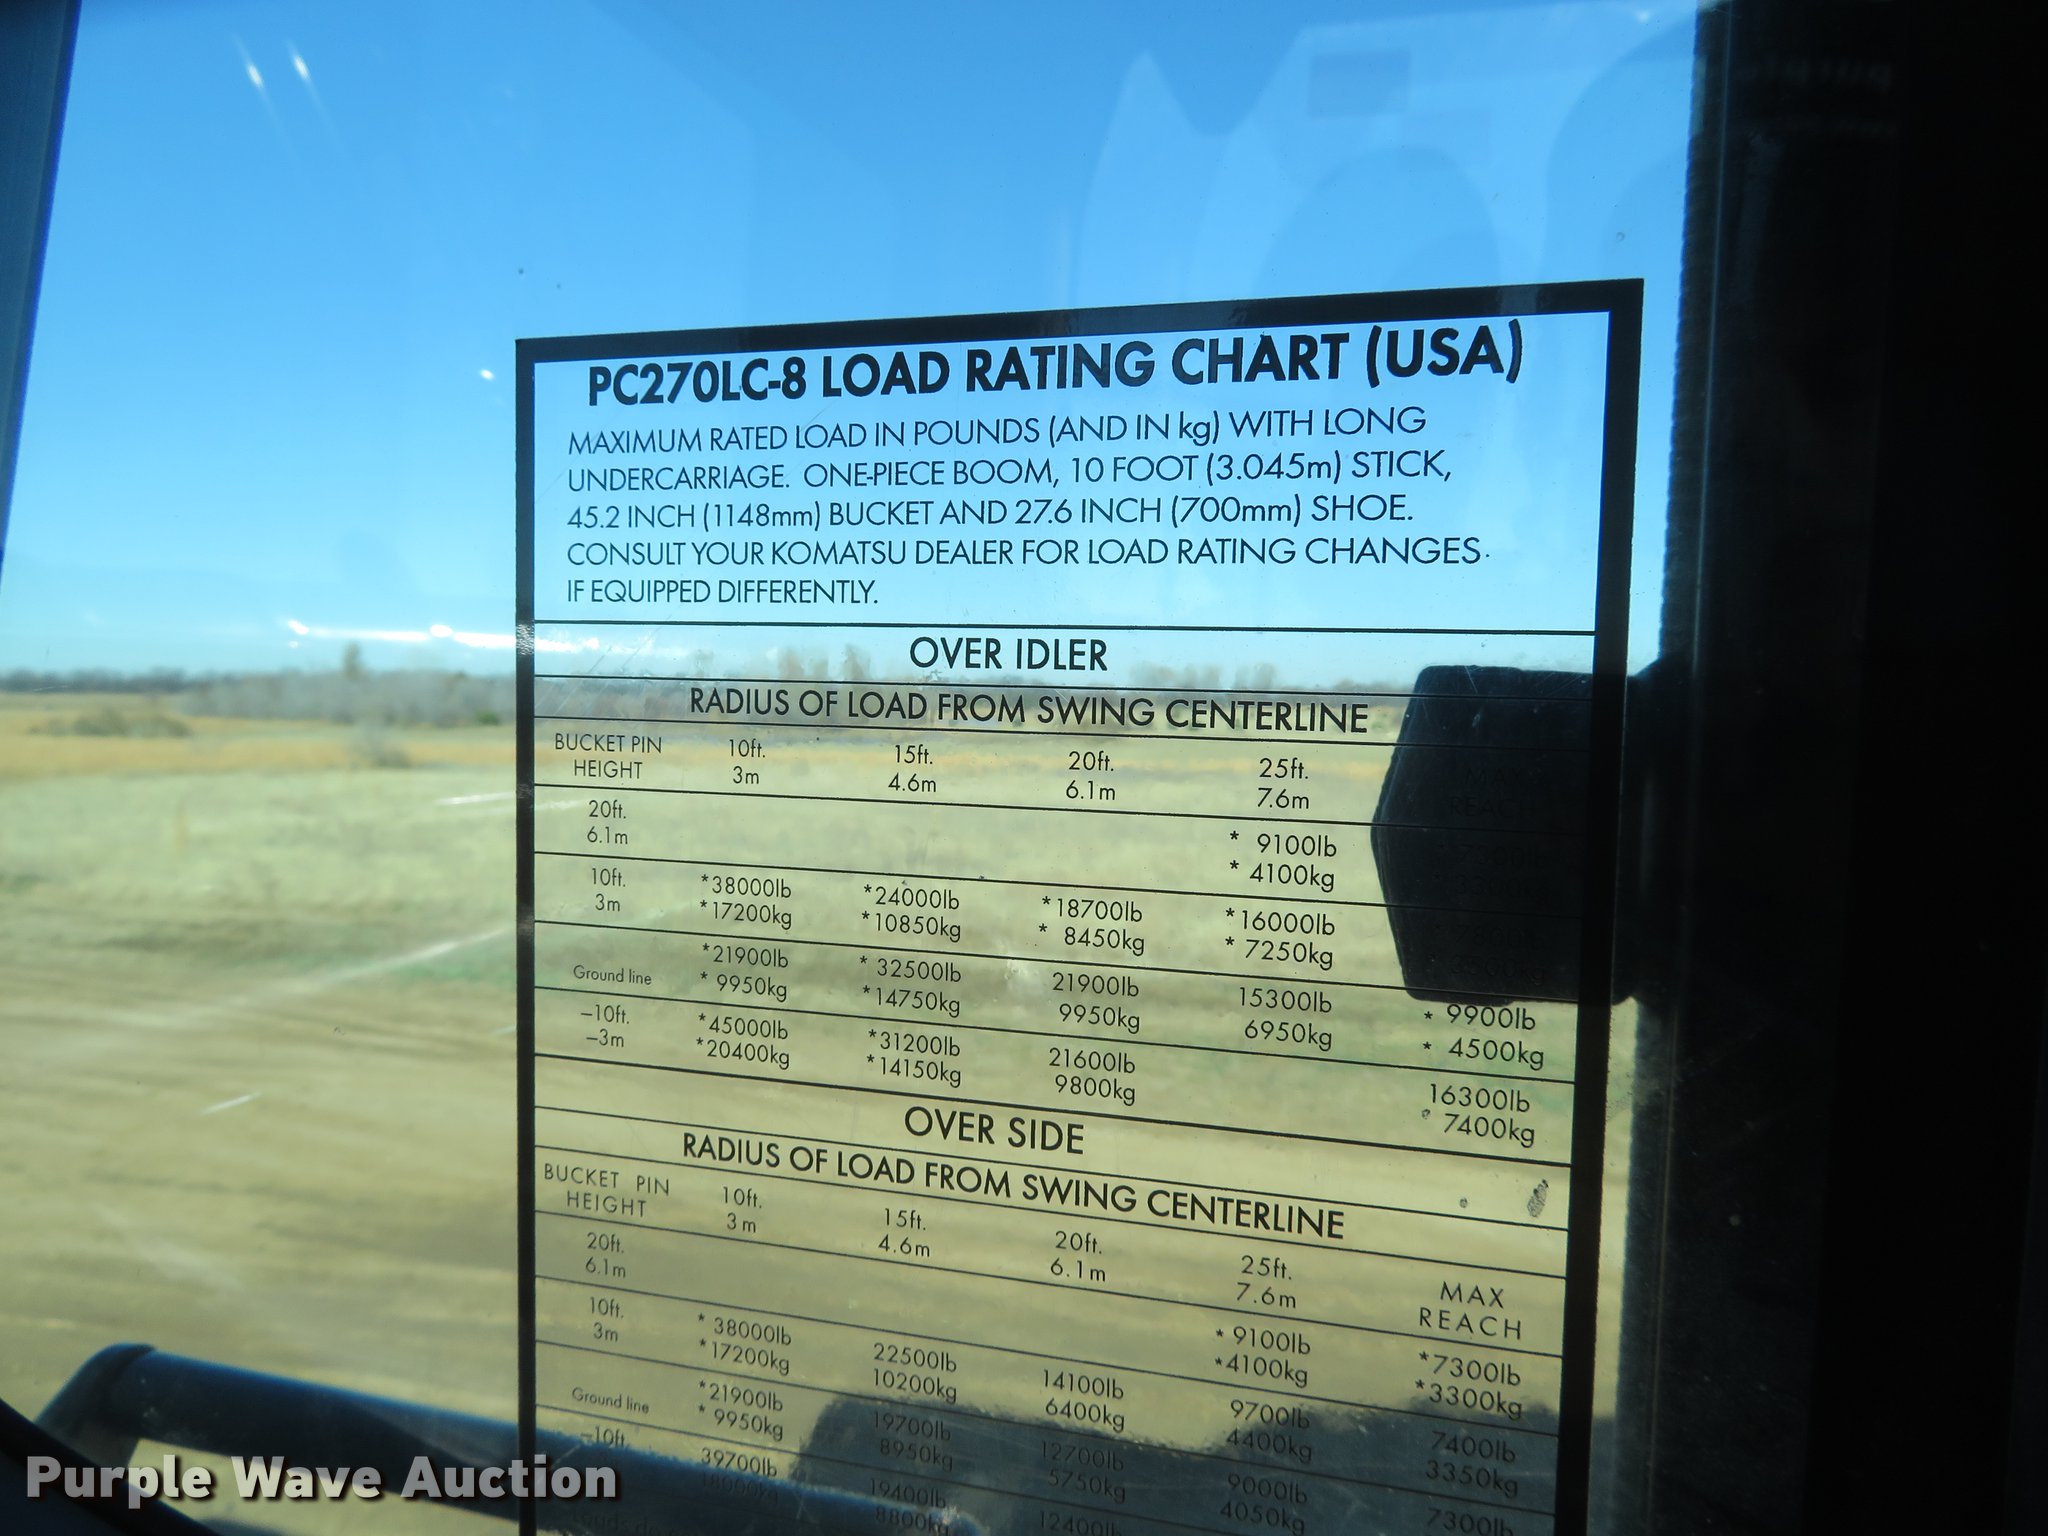 PC270LC-8 LOAD RATING CHART (USA)
MAXIMUM RATED LOAD IN POUNDS (AND IN kg) WITH LONG
UNDERCARRIAGE. ONE-PIECE BOOM, 10 FOOT (3.045m) STICK,
45.2 INCH (1148mm) BUCKET AND 27.6 INCH (700mm) SHOE.
CONSULT YOUR KOMATSU DEALER FOR LOAD RATING CHANGES
IF EQUIPPED DIFFERENTLY.
OVER IDLER
RADIUS OF LOAD FROM SWING CENTERLINE
BUCKET PIN 10ft. 15ft. 20ft. 25ft. MAX
HEIGHT 3m 4.6m 6.1m 7.6m REACH
20ft. * 9100lb
6.1m * 4100kg
10ft. *38000lb *24000lb *18700lb *16000lb
3m *17200kg *10850kg * 8450kg * 7250kg
*21900lb * 32500lb 21900lb 15300lb * 9900lb
Ground line * 9950kg *14750kg 9950kg 6950kg * 4500kg
–10ft. *45000lb *31200lb 21600lb 16300lb
–3m *20400kg *14150kg 9800kg 7400kg
OVER SIDE
RADIUS OF LOAD FROM SWING CENTERLINE
BUCKET PIN 10ft. 15ft. 20ft. 25ft. MAX
HEIGHT 3m 4.6m 6.1m 7.6m REACH
20ft. * 9100lb *7300lb
6.1m *4100kg *3300kg
10ft. * 38000lb 22500lb 14100lb 9700lb 7400lb
3m *17200kg 10200kg 6400kg 4400kg 3350kg
*21900lb 19700lb 12700lb 9000lb 7300lb
Ground line * 9950kg 8950kg 5750kg 4050kg
–10ft. 39700lb 19400lb 12400lb
18000kg 8800kg
Purple Wave Auction